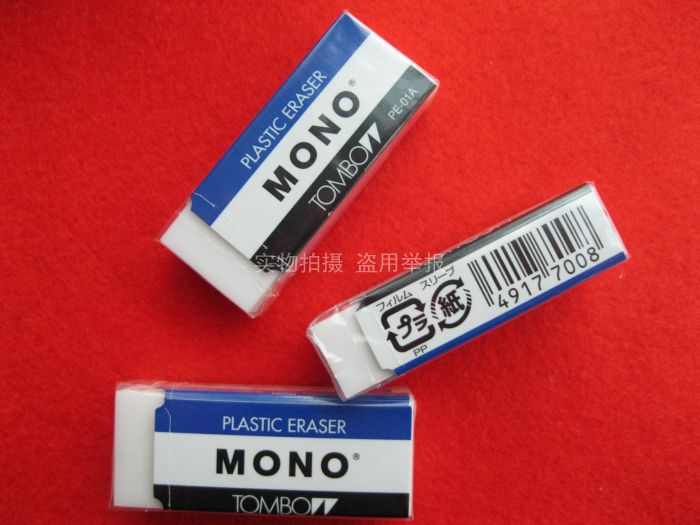 PLASTIC ERASER
MONO®
TOMBOW
PE-01A
实物拍摄 盗用举报
フィルム スリーブ
プラ 紙
PP
4917 7008
PLASTIC ERASER
MONO®
TOMBOW